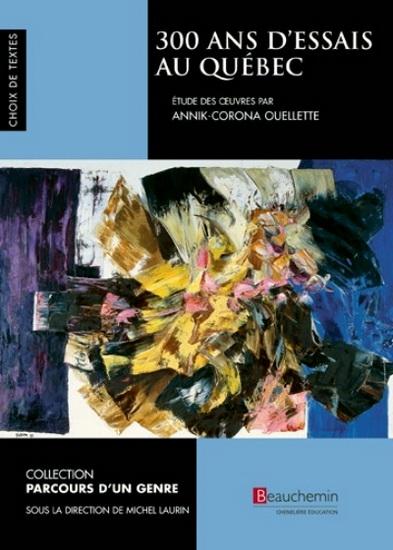 CHOIX DE TEXTES
300 ANS D'ESSAIS
AU QUÉBEC
ÉTUDE DES ŒUVRES PAR
ANNIK-CORONA OUELLETTE
COLLECTION
PARCOURS D'UN GENRE
SOUS LA DIRECTION DE MICHEL LAURIN
Beauchemin
CHENELIÈRE ÉDUCATION